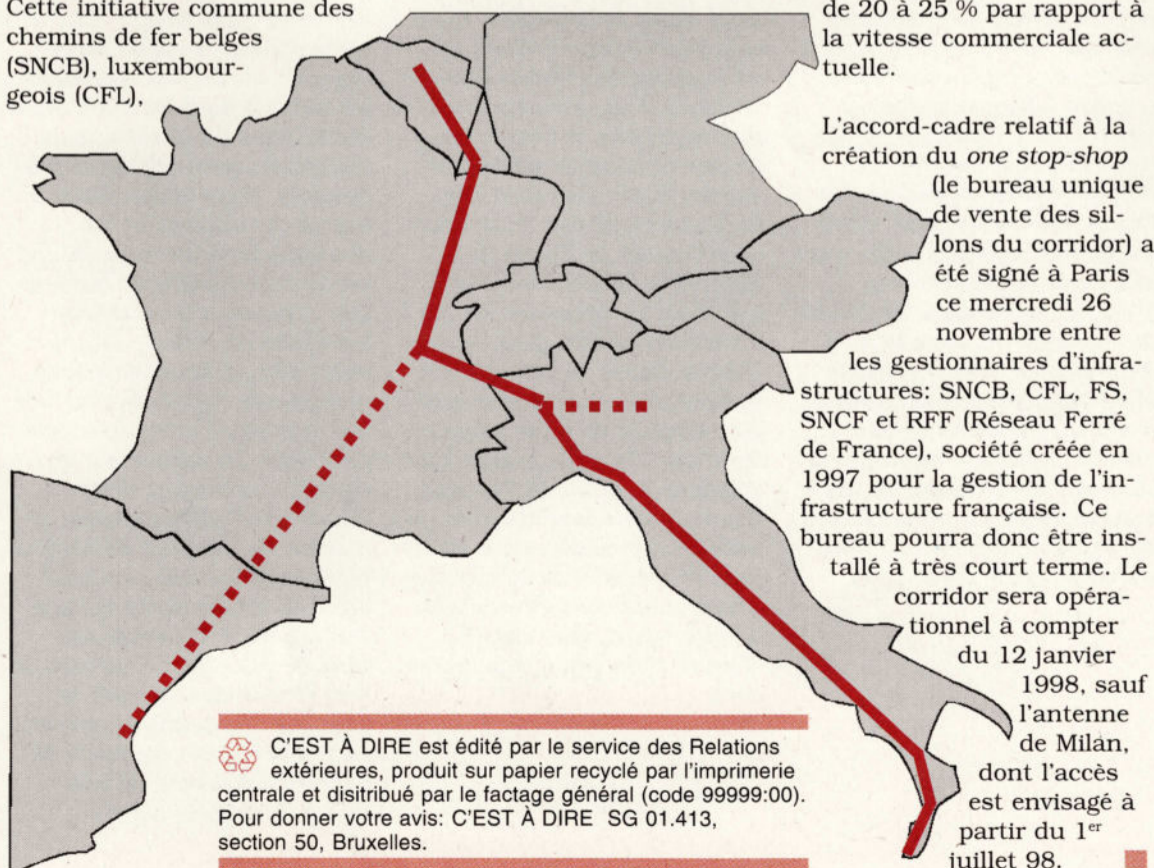 Cette initiative commune des
chemins de fer belges
(SNCB), luxembour-
geois (CFL),
de 20 à 25 % par rapport à
la vitesse commerciale ac-
tuelle.
L'accord-cadre relatif à la
création du one stop-shop
(le bureau unique
de vente des sil-
lons du corridor) a
été signé à Paris
ce mercredi 26
novembre entre
les gestionnaires d'infra-
structures: SNCB, CFL, FS,
SNCF et RFF (Réseau Ferré
de France), société créée en
1997 pour la gestion de l'in-
frastructure française. Ce
bureau pourra donc être ins-
tallé à très court terme. Le
corridor sera opéra-
tionnel à compter
du 12 janvier
1998, sauf
l'antenne
de Milan,
dont l'accès
est envisagé à
partir du 1er
juillet 98.
C'EST À DIRE est édité par le service des Relations
extérieures, produit sur papier recyclé par l'imprimerie
centrale et disitribué par le factage général (code 99999:00).
Pour donner votre avis: C'EST À DIRE SG 01.413,
section 50, Bruxelles.